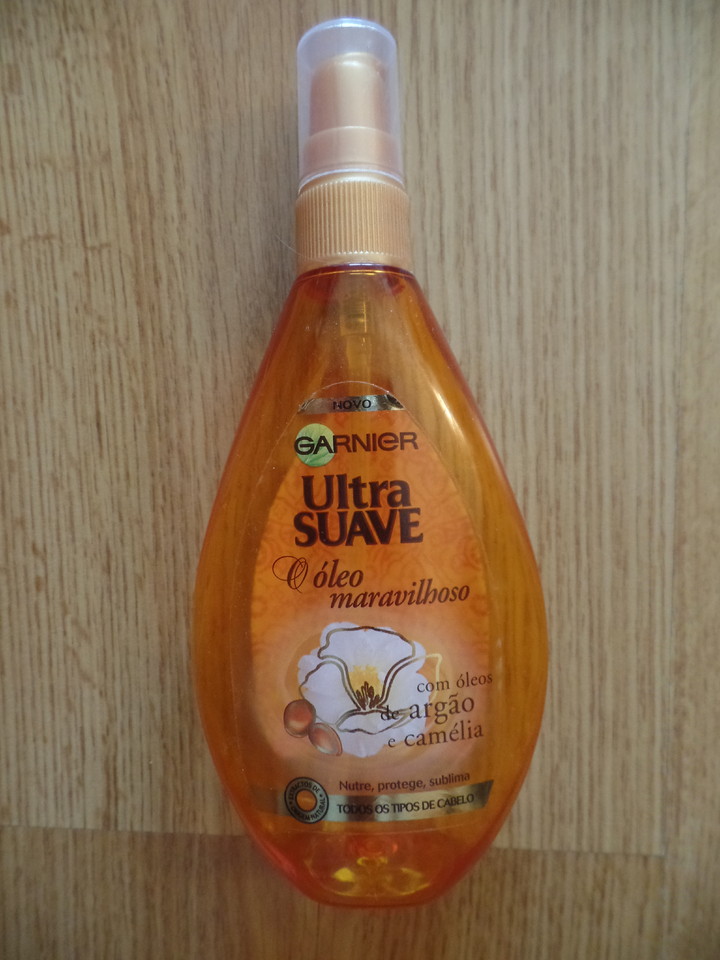 NOVO
GARNIER
Ultra
SUAVE
O óleo
maravilhoso
com óleos
de argão
e camélia
Nutre, protege, sublima
TODOS OS TIPOS DE CABELO